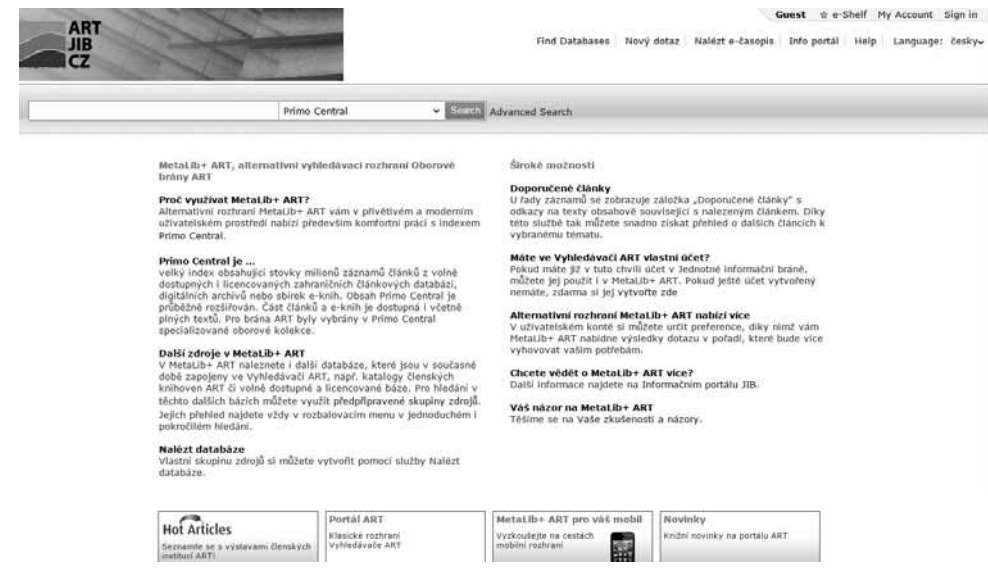 ART
JIB
CZ
Guest ☆ e-Shelf My Account Sign in
Find Databases Nový dotaz Nalézt e-časopis Info portál Help Language: česky
Primo Central Search Advanced Search
MetaLib+ ART, alternativní vyhledávací rozhraní Oborové
brány ART
Proč využívat MetaLib+ ART?
Alternativní rozhraní MetaLib+ ART vám v přívětivém a moderním
uživatelském prostředí nabízí především komfortní práci s indexem
Primo Central.
Primo Central je ...
velký index obsahující stovky milionů záznamů článků z volně
dostupných i licencovaných zahraničních článkových databází,
digitálních archivů nebo sbírek e-knih. Obsah Primo Central je
průběžně rozšiřován. Část článků a e-knih je dostupná i včetně
plných textů. Pro brána ART byly vybrány v Primo Central
specializované oborové kolekce.
Další zdroje v MetaLib+ ART
V MetaLib+ ART naleznete i další databáze, které jsou v současné
době zapojeny ve Vyhledávači ART, např. katalogy členských
knihoven ART či volně dostupné a licencované báze. Pro hledání v
těchto dalších bázích můžete využít předpřipravené skupiny zdrojů.
Jejich přehled najdete vždy v rozbalovacím menu v jednoduchém i
pokročilém hledání.
Nalézt databáze
Vlastní skupinu zdrojů si můžete vytvořit pomocí služby Nalézt
databáze.
Široké možnosti
Doporučené články
U řady záznamů se zobrazuje záložka „Doporučené články" s
odkazy na texty obsahově související s nalezeným článkem. Díky
této službě tak můžete snadno získat přehled o dalších článcích k
vybranému tématu.
Máte ve Vyhledávači ART vlastní účet?
Pokud máte již v tuto chvíli účet v Jednotné informační bráně,
můžete jej použít i v MetaLib+ ART. Pokud ještě účet vytvořený
nemáte, zdarma si jej vytvořte zde
Alternativní rozhraní MetaLib+ ART nabízí více
V uživatelském kontě si můžete určit preference, díky nimž vám
MetaLib+ ART nabídne výsledky dotazu v pořadí, které bude více
vyhovovat vašim potřebám.
Chcete vědět o MetaLib+ ART více?
Další informace najdete na Informačním portálu JIB.
Váš názor na MetaLib+ ART
Těšíme se na Vaše zkušenosti a názory.
Hot Articles
Seznamte se s výstavami členských
institucí ART!
Portál ART
Klasické rozhraní
Vyhledávače ART
MetaLib+ ART pro váš mobil
Vyzkoušejte na cestách
mobilní rozhraní
Novinky
Knižní novinky na portálu ART